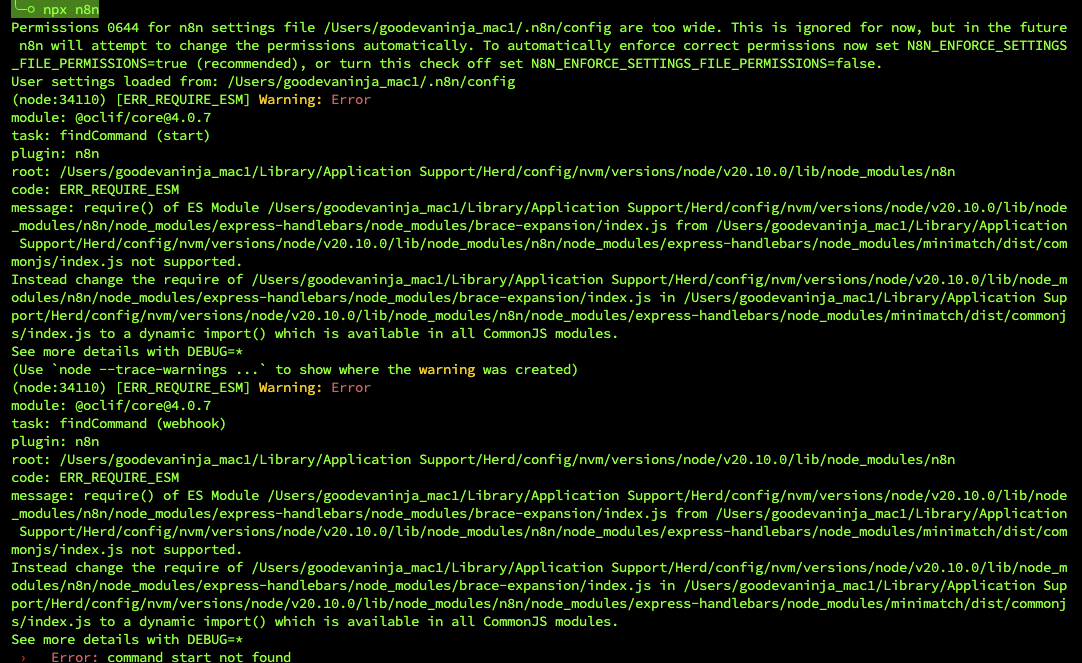 ╰─○ npx n8n
Permissions 0644 for n8n settings file /Users/goodevaninja_mac1/.n8n/config are too wide. This is ignored for now, but in the future
 n8n will attempt to change the permissions automatically. To automatically enforce correct permissions now set N8N_ENFORCE_SETTINGS
_FILE_PERMISSIONS=true (recommended), or turn this check off set N8N_ENFORCE_SETTINGS_FILE_PERMISSIONS=false.
User settings loaded from: /Users/goodevaninja_mac1/.n8n/config
(node:34110) [ERR_REQUIRE_ESM] Warning: Error
module: @oclif/core@4.0.7
task: findCommand (start)
plugin: n8n
root: /Users/goodevaninja_mac1/Library/Application Support/Herd/config/nvm/versions/node/v20.10.0/lib/node_modules/n8n
code: ERR_REQUIRE_ESM
message: require() of ES Module /Users/goodevaninja_mac1/Library/Application Support/Herd/config/nvm/versions/node/v20.10.0/lib/node
_modules/n8n/node_modules/express-handlebars/node_modules/brace-expansion/index.js from /Users/goodevaninja_mac1/Library/Application
 Support/Herd/config/nvm/versions/node/v20.10.0/lib/node_modules/n8n/node_modules/express-handlebars/node_modules/minimatch/dist/com
monjs/index.js not supported.
Instead change the require of /Users/goodevaninja_mac1/Library/Application Support/Herd/config/nvm/versions/node/v20.10.0/lib/node_m
odules/n8n/node_modules/express-handlebars/node_modules/brace-expansion/index.js in /Users/goodevaninja_mac1/Library/Application Sup
port/Herd/config/nvm/versions/node/v20.10.0/lib/node_modules/n8n/node_modules/express-handlebars/node_modules/minimatch/dist/commonj
s/index.js to a dynamic import() which is available in all CommonJS modules.
See more details with DEBUG=*
(Use `node --trace-warnings ...` to show where the warning was created)
(node:34110) [ERR_REQUIRE_ESM] Warning: Error
module: @oclif/core@4.0.7
task: findCommand (webhook)
plugin: n8n
root: /Users/goodevaninja_mac1/Library/Application Support/Herd/config/nvm/versions/node/v20.10.0/lib/node_modules/n8n
code: ERR_REQUIRE_ESM
message: require() of ES Module /Users/goodevaninja_mac1/Library/Application Support/Herd/config/nvm/versions/node/v20.10.0/lib/node
_modules/n8n/node_modules/express-handlebars/node_modules/brace-expansion/index.js from /Users/goodevaninja_mac1/Library/Application
 Support/Herd/config/nvm/versions/node/v20.10.0/lib/node_modules/n8n/node_modules/express-handlebars/node_modules/minimatch/dist/com
monjs/index.js not supported.
Instead change the require of /Users/goodevaninja_mac1/Library/Application Support/Herd/config/nvm/versions/node/v20.10.0/lib/node_m
odules/n8n/node_modules/express-handlebars/node_modules/brace-expansion/index.js in /Users/goodevaninja_mac1/Library/Application Sup
port/Herd/config/nvm/versions/node/v20.10.0/lib/node_modules/n8n/node_modules/express-handlebars/node_modules/minimatch/dist/commonj
s/index.js to a dynamic import() which is available in all CommonJS modules.
See more details with DEBUG=*
 ›   Error: command start not found